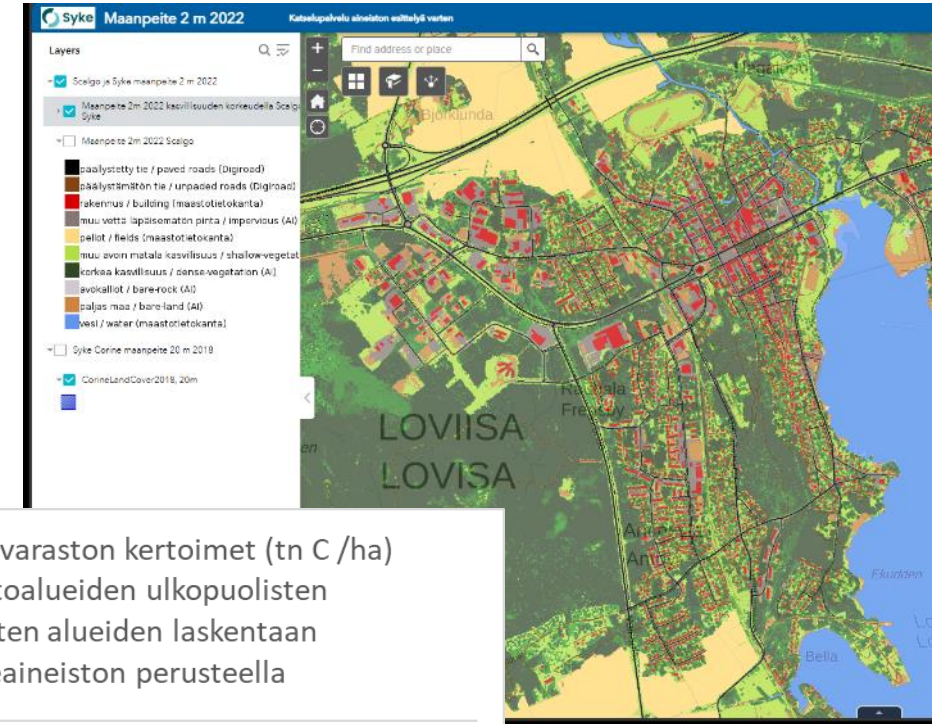 Syke Maanpeite 2 m 2022 Katselupalvelu aineiston esittelyä varten
Layers
Find address or place
Scalgo ja Syke maanpeite 2 m 2022
Maanpeite 2m 2022 kasvillisuuden korkeudella Scalgo
Syke
Maanpeite 2m 2022 Scalgo
päällystetty tie / paved roads (Digiroad)
päällystämätön tie / unpaded roads (Digiroad)
rakennus / building (maastotietokanta)
muu vettä läpäisemätön pinta / impervious (AI)
pellot / fields (maastotietokanta)
muu avoin matala kasvillisuus / shallow-vegetat
korkea kasvillisuus / dense-vegetation (AI)
avokalliot / bare-rock (AI)
paljas maa / bare-land (AI)
vesi / water (maastotietokanta)
Syke Corine maanpeite 20 m 2018
CorineLandCover2018, 20m
Björklunda
LOVIISA
LOVISA
Ekudden
Bella
varaston kertoimet (tn C /ha)
toalueiden ulkopuolisten
ten alueiden laskentaan
eaineiston perusteella